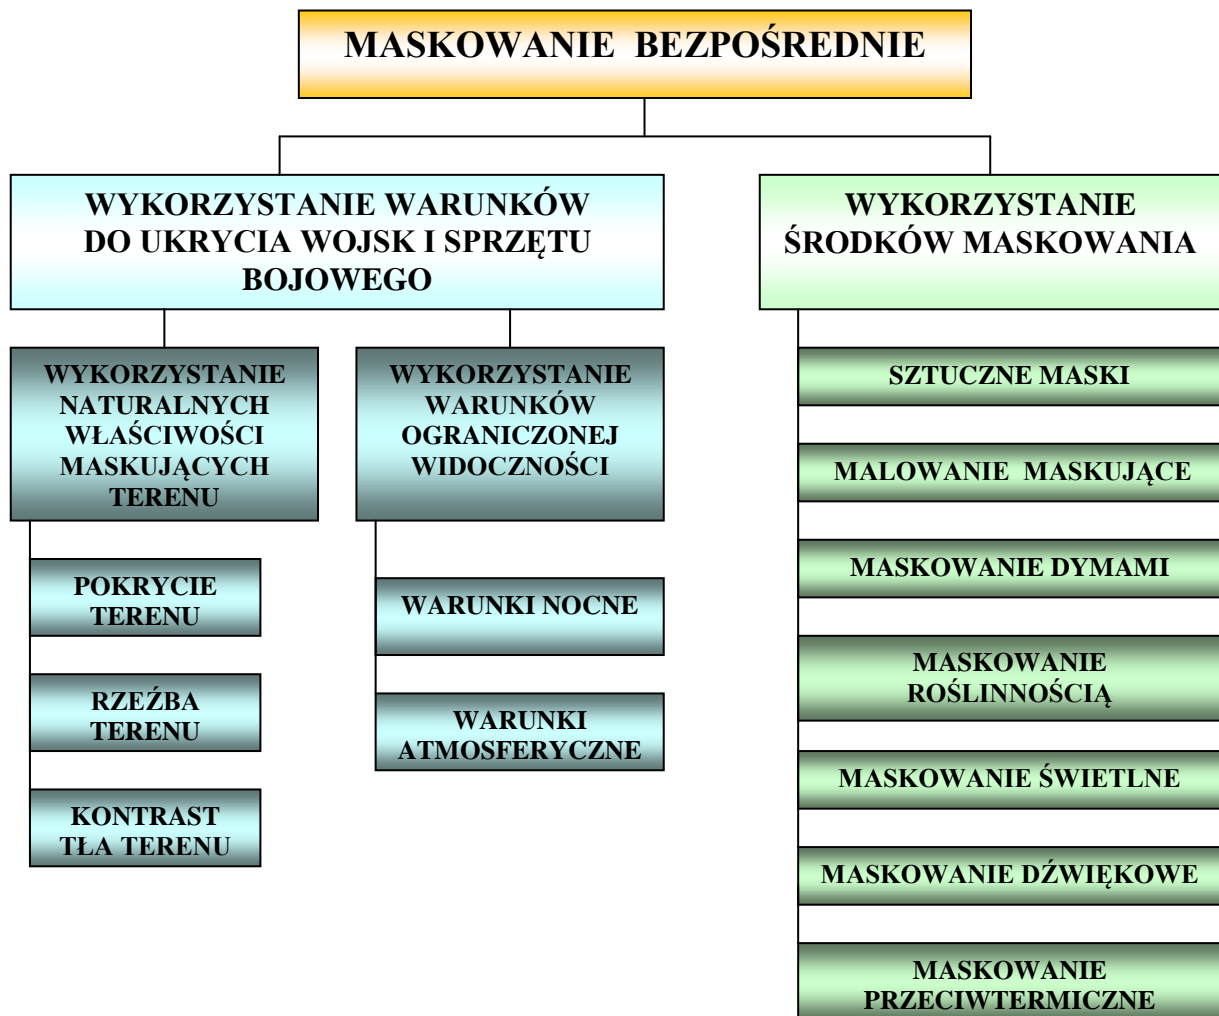 MASKOWANIE BEZPOŚREDNIE
WYKORZYSTANIE WARUNKÓW
DO UKRYCIA WOJSK I SPRZĘTU
BOJOWEGO
WYKORZYSTANIE
ŚRODKÓW MASKOWANIA
WYKORZYSTANIE
NATURALNYCH
WŁAŚCIWOŚCI
MASKUJĄCYCH
TERENU
WYKORZYSTANIE
WARUNKÓW
OGRANICZONEJ
WIDOCZNOŚCI
POKRYCIE
TERENU
RZEŹBA
TERENU
KONTRAST
TŁA TERENU
WARUNKI NOCNE
WARUNKI
ATMOSFERYCZNE
SZTUCZNE MASKI
MALOWANIE MASKUJĄCE
MASKOWANIE DYMAMI
MASKOWANIE
ROŚLINNOŚCIĄ
MASKOWANIE ŚWIETLNE
MASKOWANIE DŹWIĘKOWE
MASKOWANIE
PRZECIWTERMICZNE